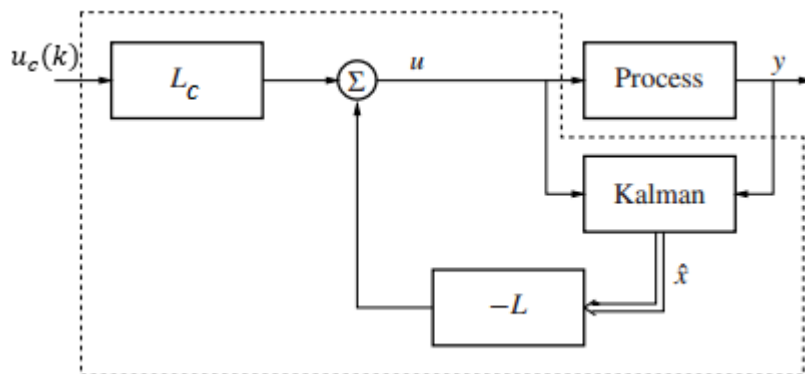 u_c(k)
L_C
Σ
u
Process
y
Kalman
x̂
−L